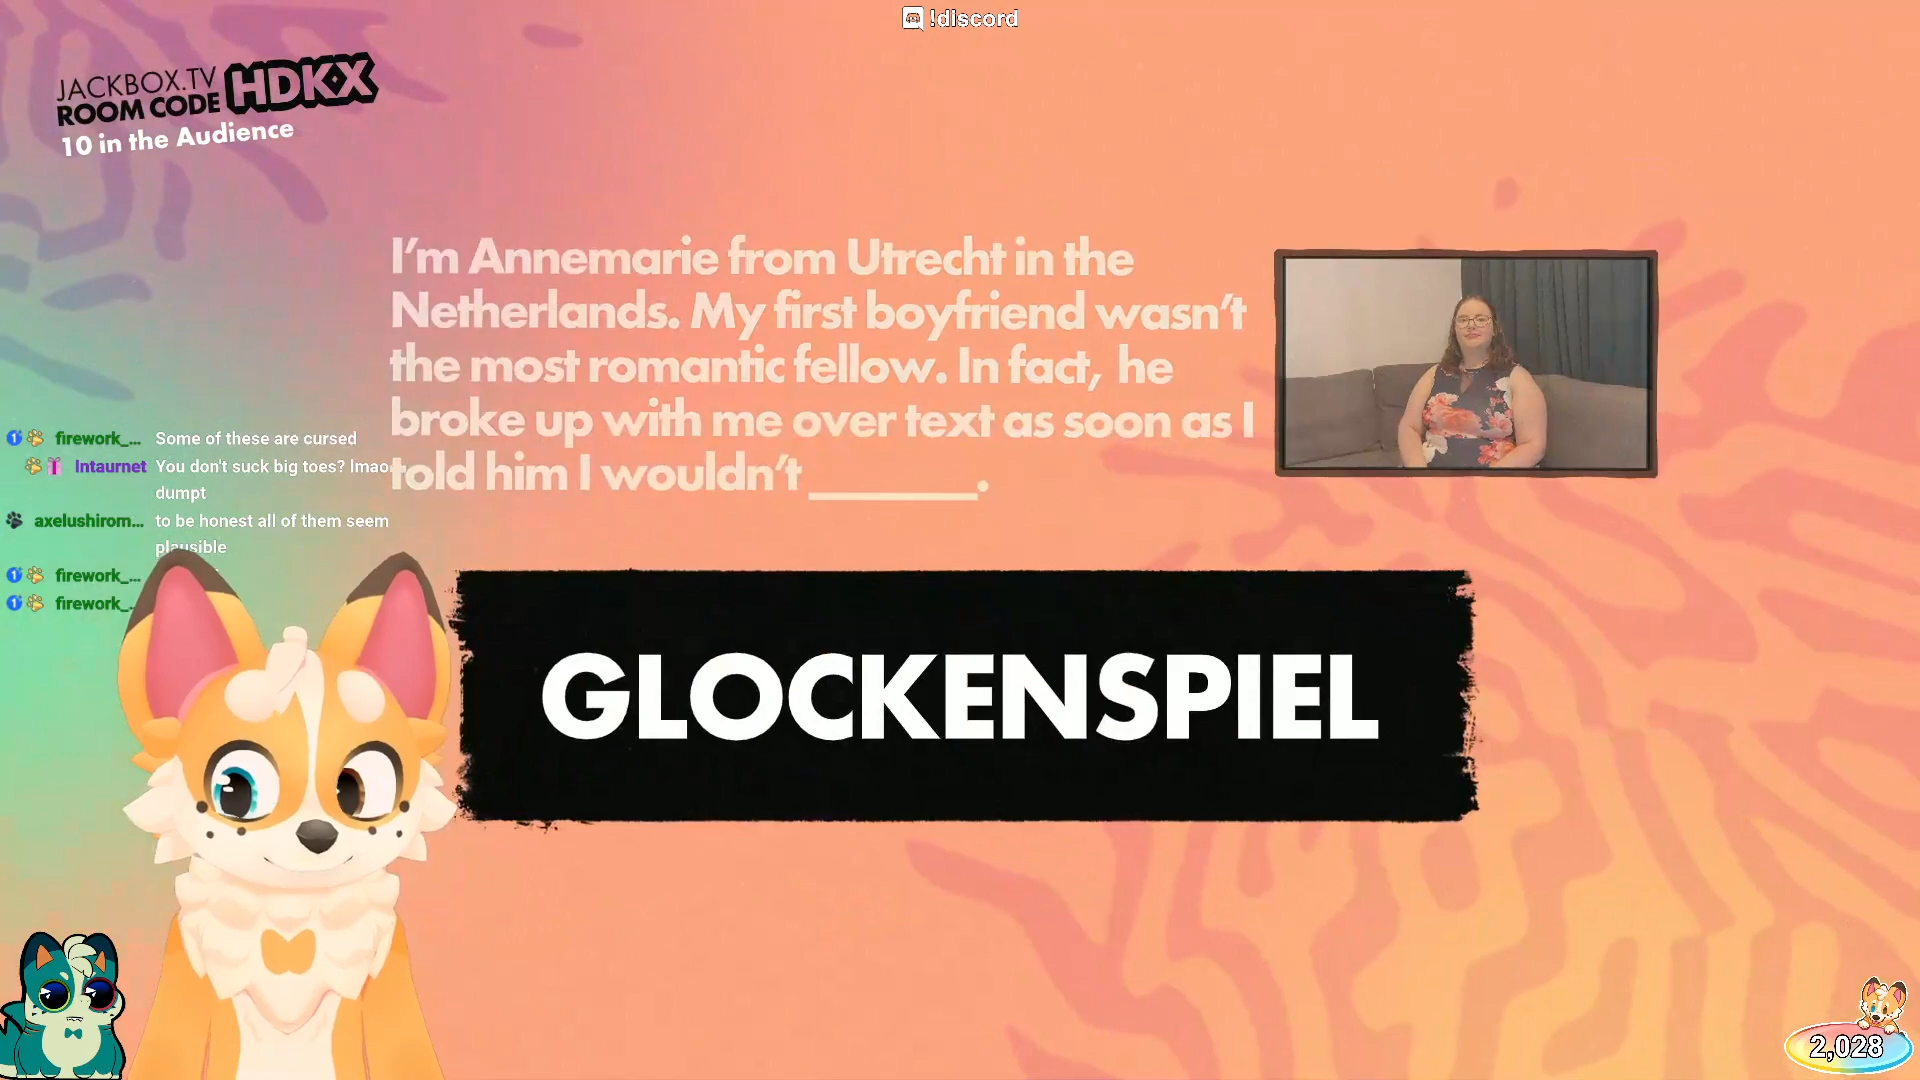 !discord
JACKBOX.TV
ROOM CODE HDKX
10 in the Audience
I'm Annemarie from Utrecht in the
Netherlands. My first boyfriend wasn't
the most romantic fellow. In fact, he
broke up with me over text as soon as I
told him I wouldn't ________.
firework_... Some of these are cursed
Intaurnet You don't suck big toes? lmao
dumpt
axelushirom... to be honest all of them seem
plausible
firework_...
firework_...
GLOCKENSPIEL
2,028